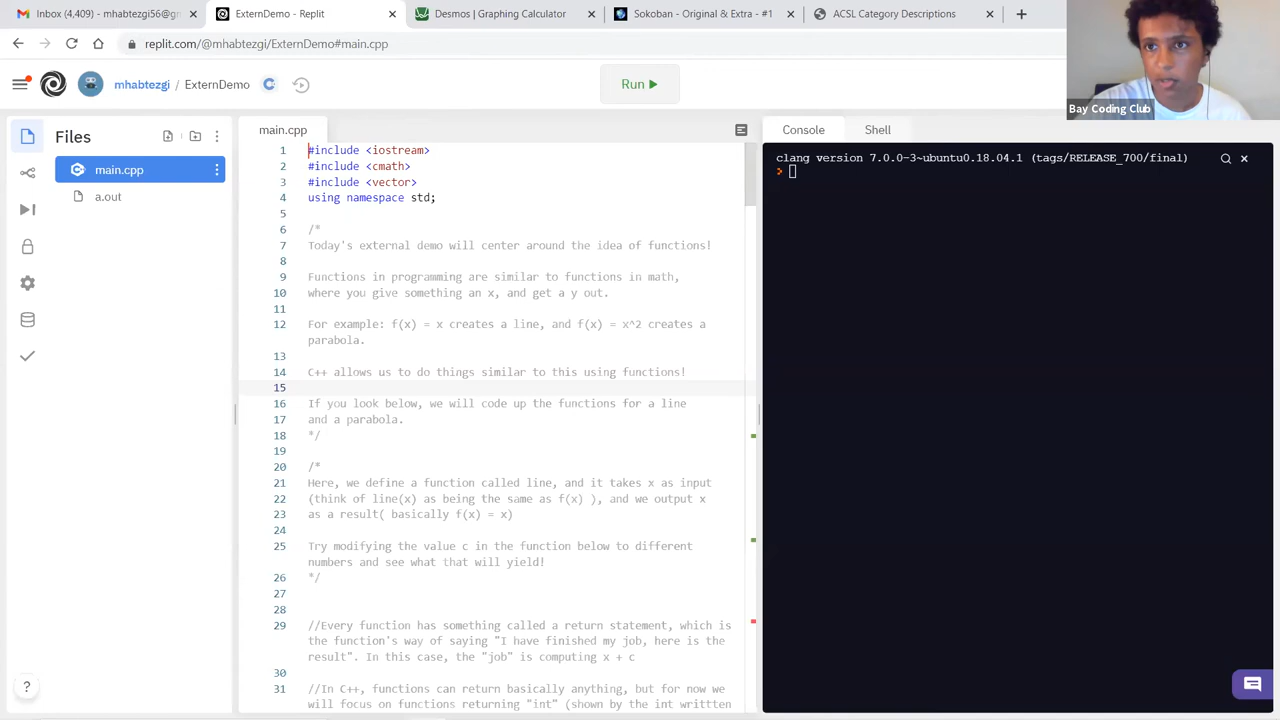 Inbox (4,409) - mhabtezgi56@gm
ExternDemo - Replit
Demos | Graphing Calculator
Sokoban - Original & Extra - #1
ACSL Category Descriptions
replit.com/@mhabtezgi/ExternDemo#main.cpp
mhabtezgi / ExternDemo
Run
Bay Coding Club
Files
main.cpp
a.out
main.cpp
1 #include <iostream>
2 #include <cmath>
3 #include <vector>
4 using namespace std;
5
6 /*
7 Today's external demo will center around the idea of functions!
8
9 Functions in programming are similar to functions in math,
10 where you give something an x, and get a y out.
11
12 For example: f(x) = x creates a line, and f(x) = x^2 creates a
parabola.
13
14 C++ allows us to do things similar to this using functions!
15
16 If you look below, we will code up the functions for a line
17 and a parabola.
18 */
19
20 /*
21 Here, we define a function called line, and it takes x as input
22 (think of line(x) as being the same as f(x) ), and we output x
23 as a result( basically f(x) = x)
24
25 Try modifying the value c in the function below to different
numbers and see what that will yield!
26 */
27
28
29 //Every function has something called a return statement, which is
the function's way of saying "I have finished my job, here is the
result". In this case, the "job" is computing x + c
30
31 //In C++, functions can return basically anything, but for now we
will focus on functions returning "int" (shown by the int writtten
Console
Shell
clang version 7.0.0-3~ubuntu0.18.04.1 (tags/RELEASE_700/final)
>
?